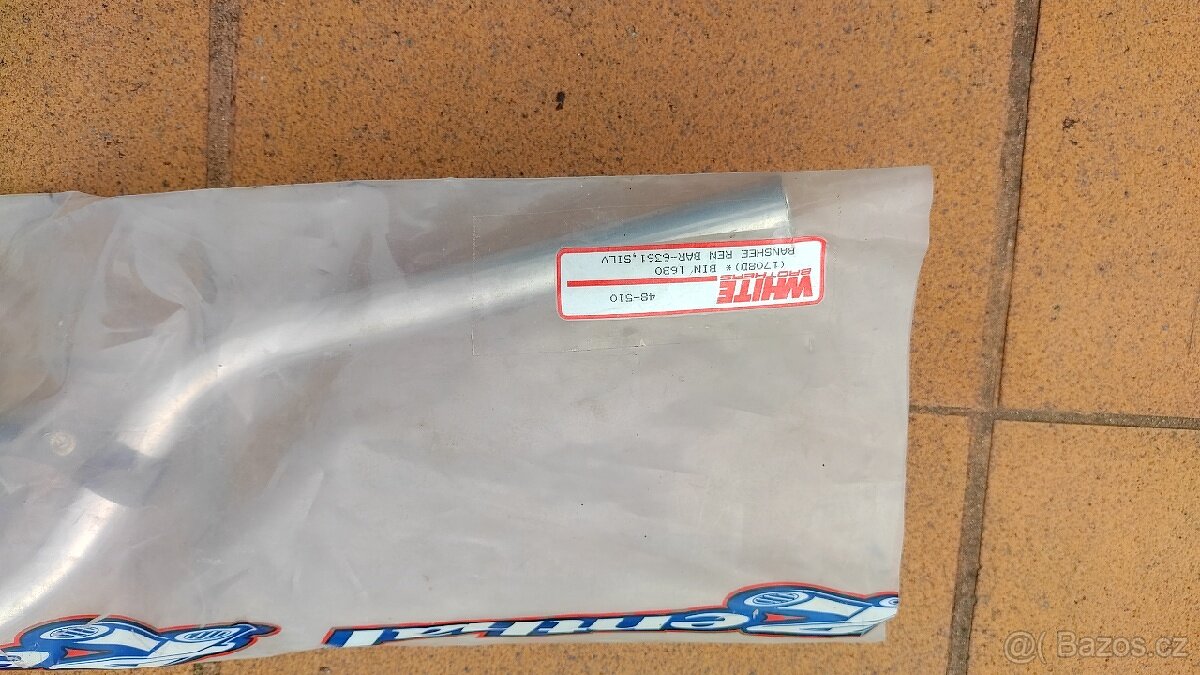 WHITE
BROTHERS
48-510
(1708D) * BIN 1630
BANSHEE REN BAR-6351,SILV
Renthal
@( Bazos.cz